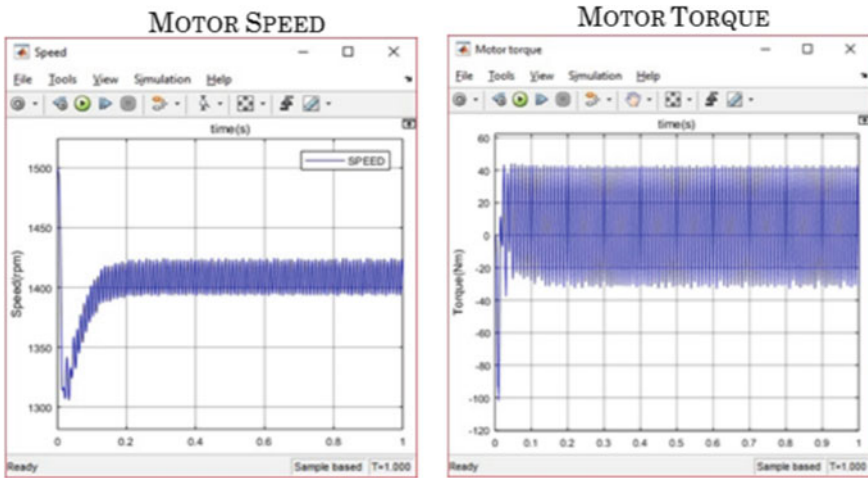 MOTOR SPEED
Speed
File Tools View Simulation Help
time(s)
SPEED
1500
1450
1400
1350
1300
Speed(rpm)
0 0.2 0.4 0.6 0.8 1
Ready Sample based T=1.000
MOTOR TORQUE
Motor torque
File Tools View Simulation Help
time(s)
60
40
20
0
-20
-40
-60
-80
-100
-120
Torque(Nm)
0 0.1 0.2 0.3 0.4 0.5 0.6 0.7 0.8 0.9 1
Ready Sample based T=1.000